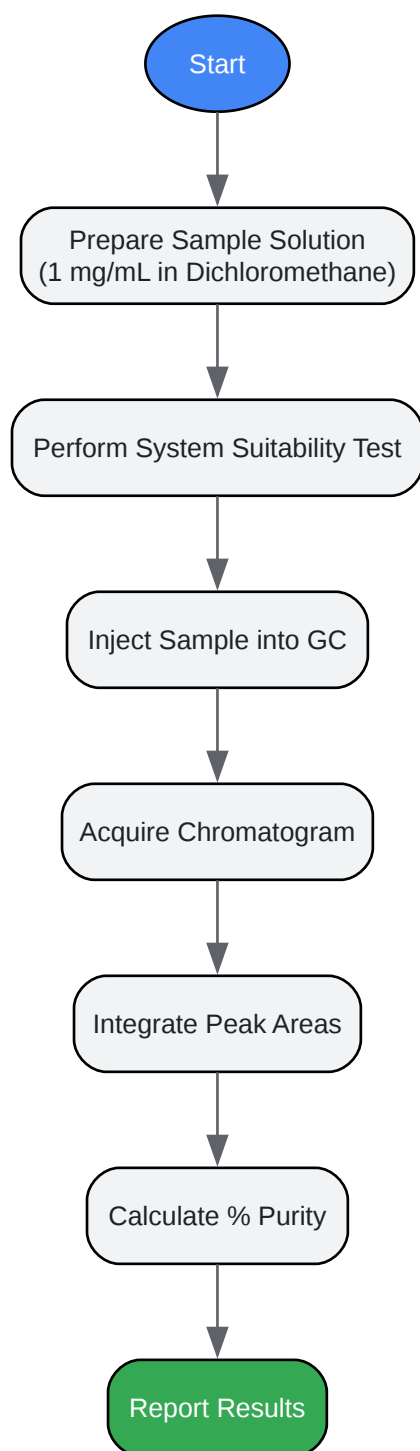 Start
Prepare Sample Solution
(1 mg/mL in Dichloromethane)
Perform System Suitability Test
Inject Sample into GC
Acquire Chromatogram
Integrate Peak Areas
Calculate % Purity
Report Results